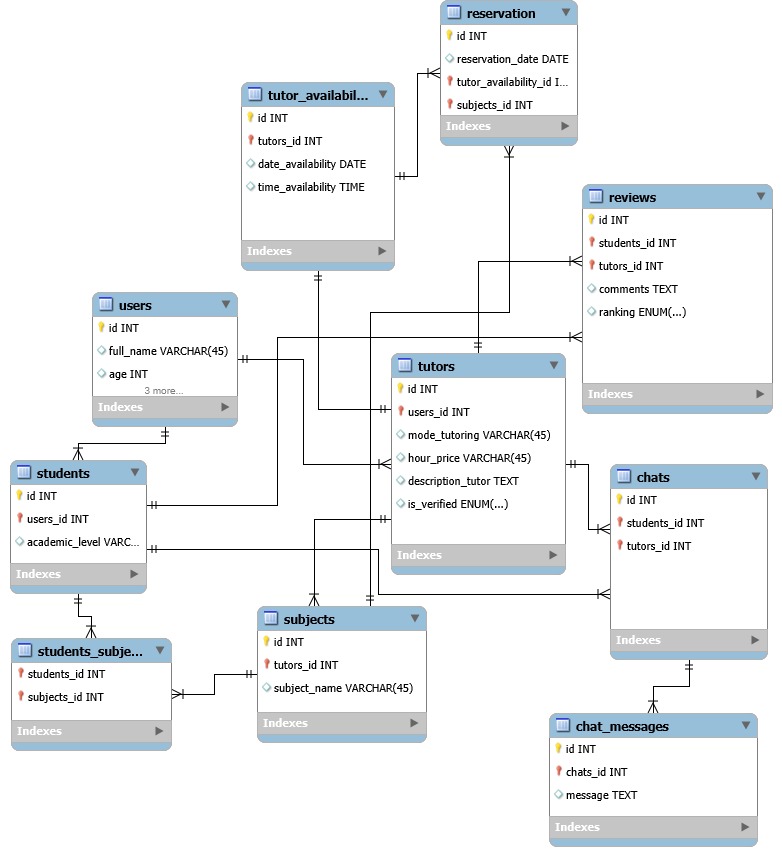 reservation
id INT
reservation_date DATE
tutor_availability_id I...
subjects_id INT
Indexes
tutor_availabil...
id INT
tutors_id INT
date_availability DATE
time_availability TIME
Indexes
reviews
id INT
students_id INT
tutors_id INT
comments TEXT
ranking ENUM(...)
Indexes
users
id INT
full_name VARCHAR(45)
age INT
3 more...
Indexes
tutors
id INT
users_id INT
mode_tutoring VARCHAR(45)
hour_price VARCHAR(45)
description_tutor TEXT
is_verified ENUM(...)
Indexes
students
id INT
users_id INT
academic_level VARC...
Indexes
chats
id INT
students_id INT
tutors_id INT
Indexes
subjects
id INT
tutors_id INT
subject_name VARCHAR(45)
Indexes
students_subje...
students_id INT
subjects_id INT
Indexes
chat_messages
id INT
chats_id INT
message TEXT
Indexes